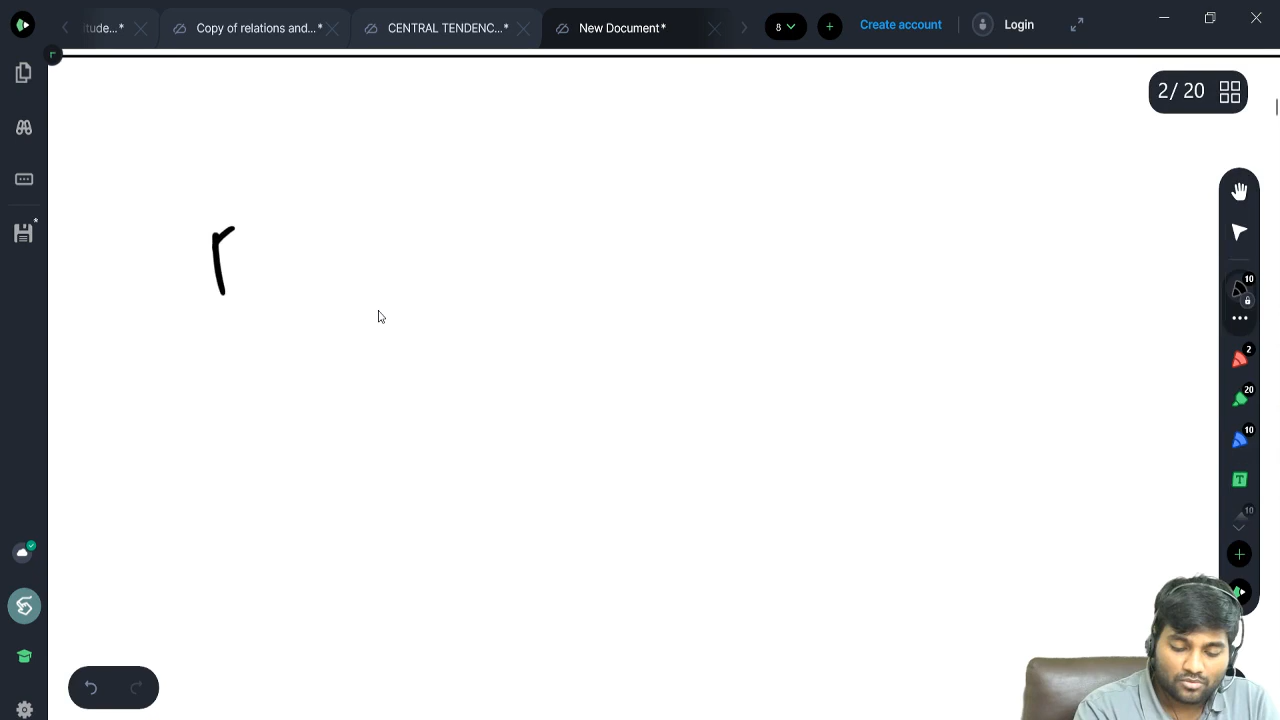 itude...*
Copy of relations and...*
CENTRAL TENDENC...*
New Document*
8
Create account
Login
2/ 20
10
2
20
10
T
10